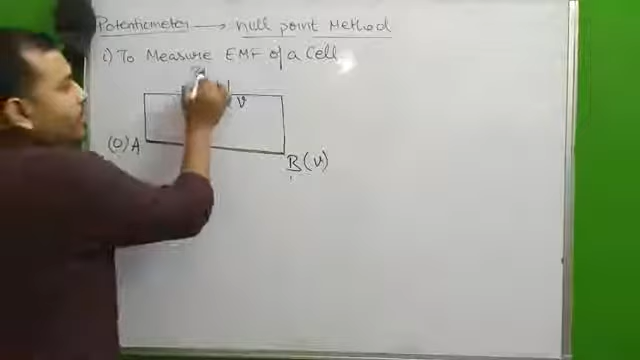 Potentiometer → Null point Method
i) To Measure EMF of a Cell
V
(0) A
B (V)